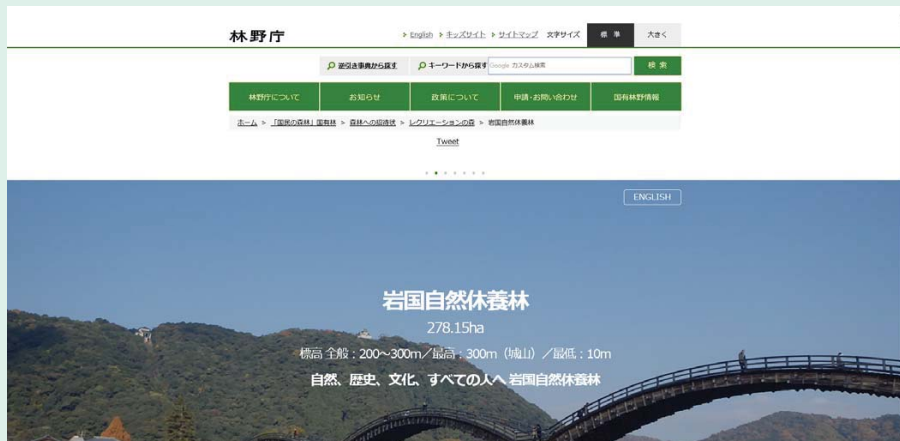 林野庁
English キッズサイト サイトマップ 文字サイズ 標準 大きく
逆引き事典から探す キーワードから探す Google カスタム検索 検索
林野庁について お知らせ 政策について 申請・お問い合わせ 国有林野情報
ホーム > 「国民の森林」国有林 > 森林への招待状 > レクリエーションの森 > 岩国自然休養林
Tweet
ENGLISH
岩国自然休養林
278.15ha
標高 全般：200～300m／最高：300m（城山）／最低：10m
自然、歴史、文化、すべての人へ 岩国自然休養林